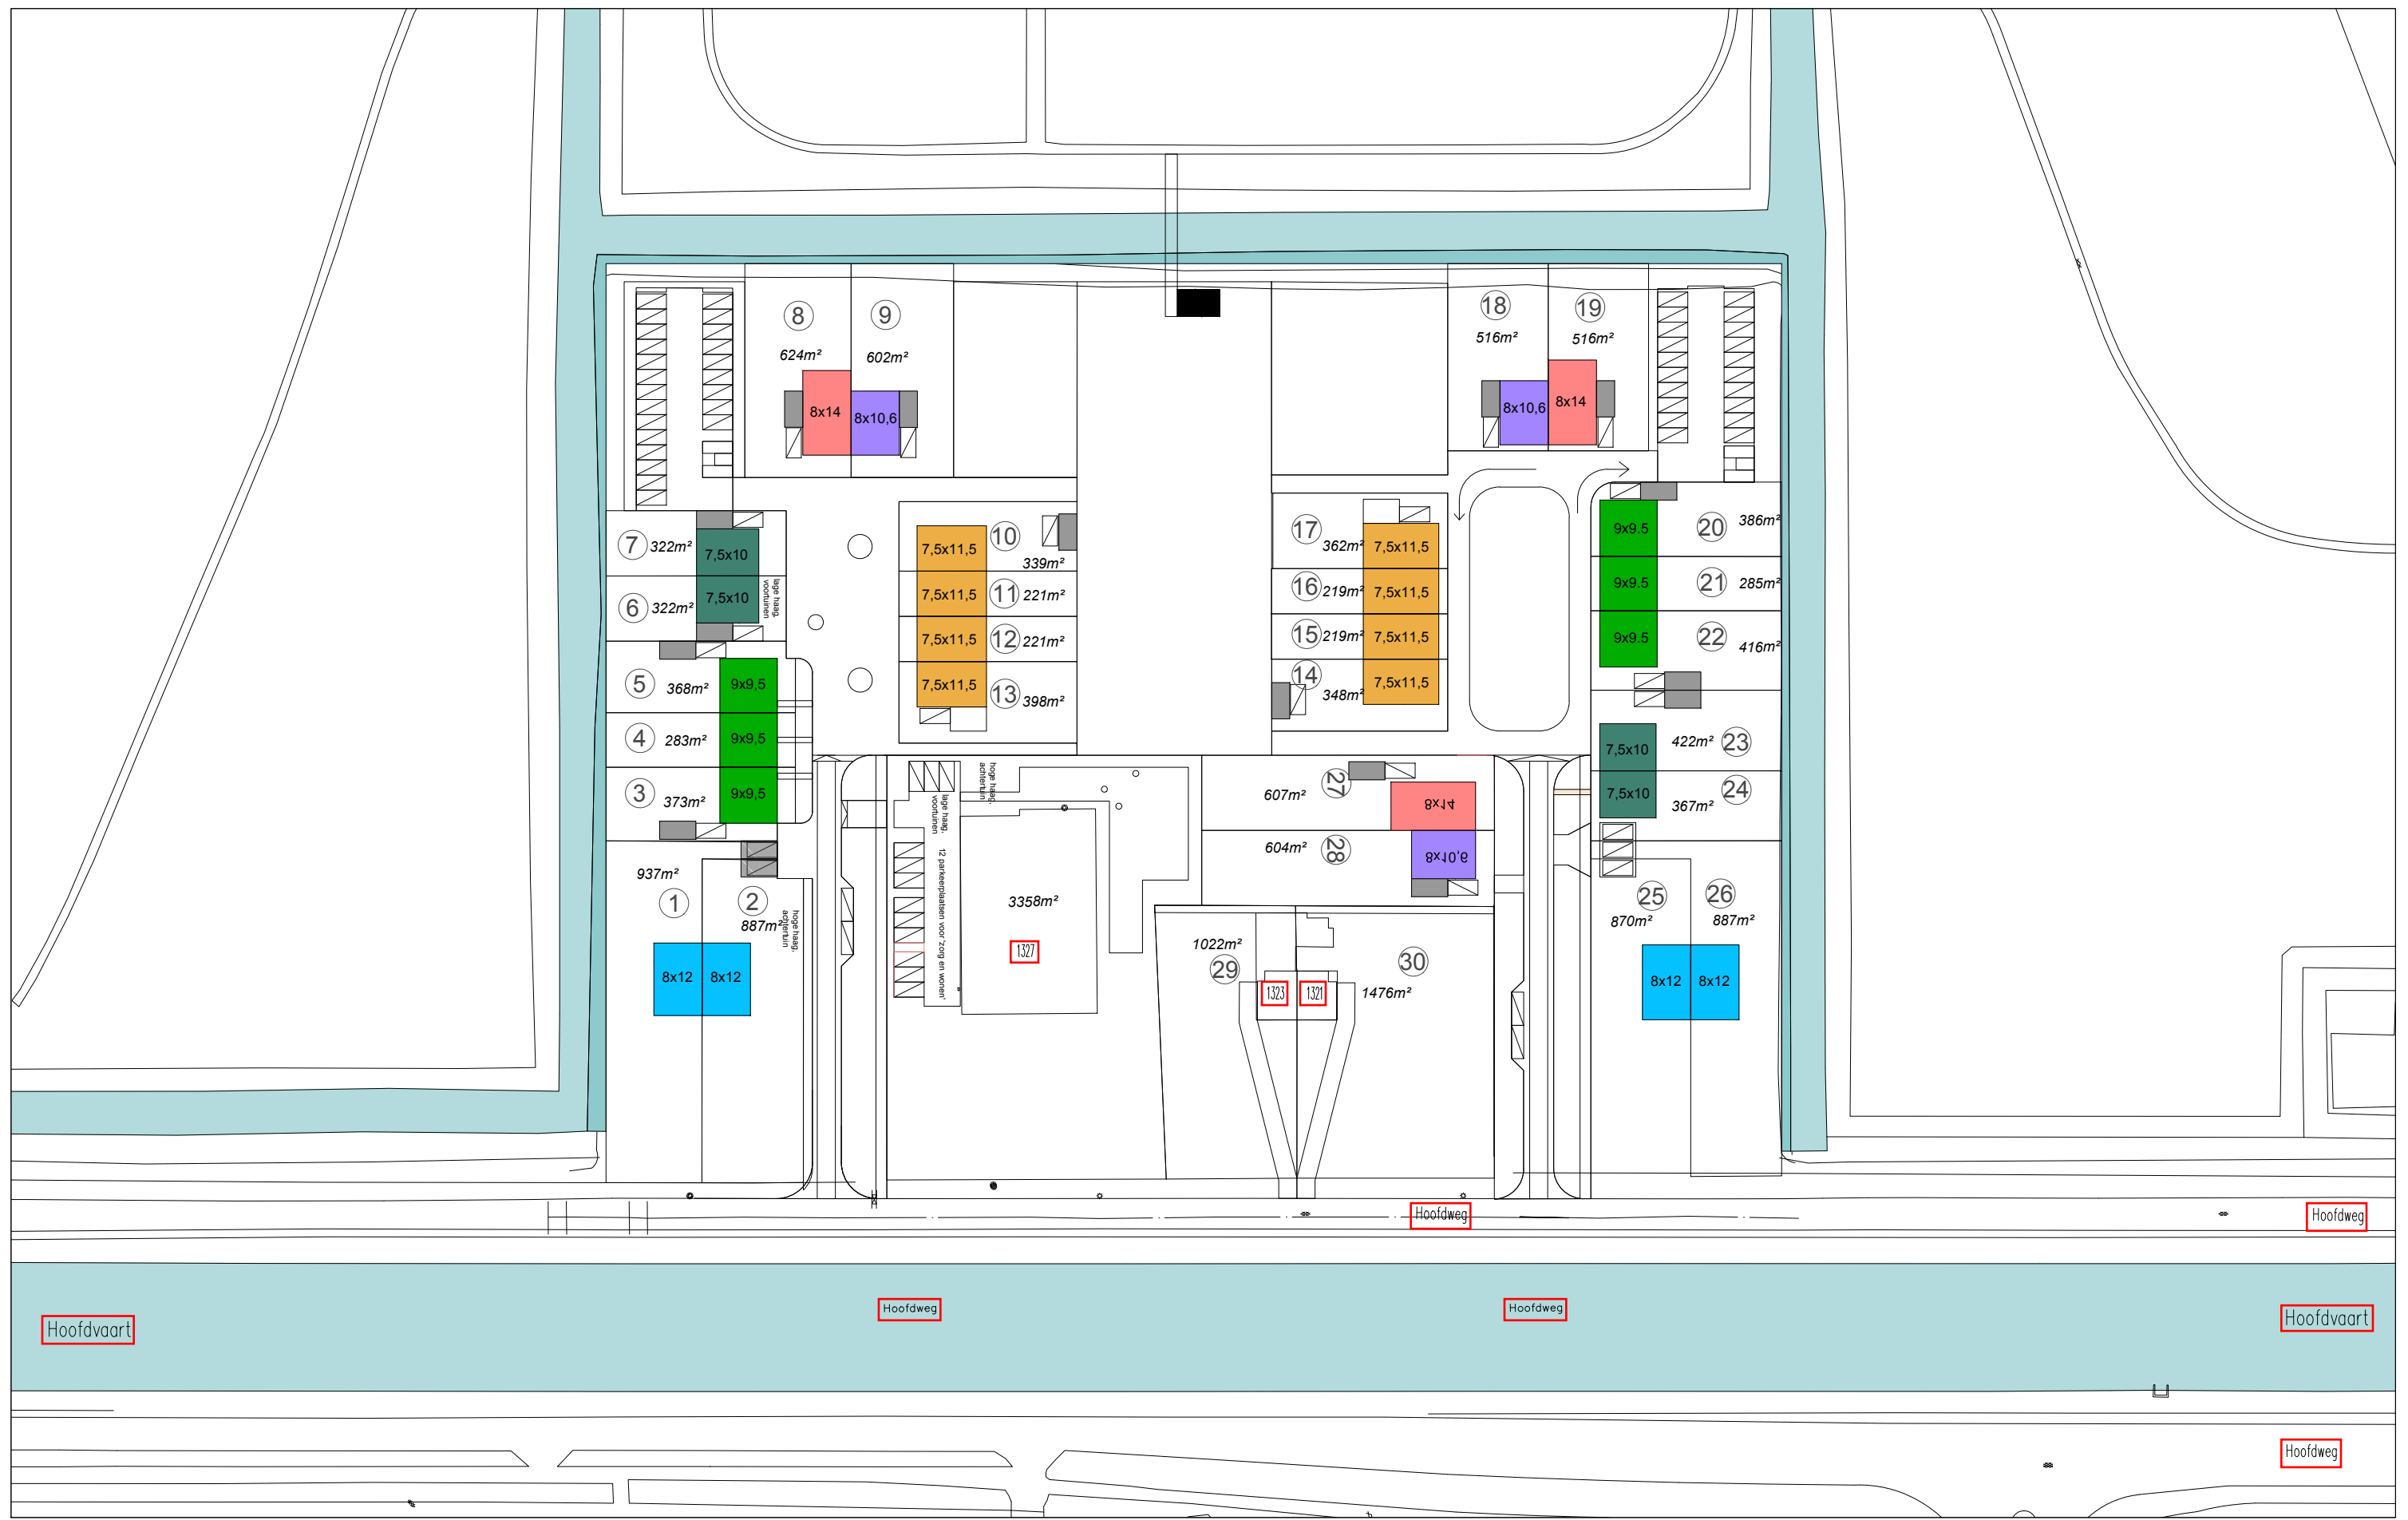 8
624m²
9
602m²
8x14
8x10,6
18
516m²
19
516m²
8x10,6
8x14
7
322m²
7,5x10
6
322m²
7,5x10
lage haag,
voortuinen
5
368m²
9x9,5
4
283m²
9x9,5
3
373m²
9x9,5
10
339m²
7,5x11,5
11
221m²
7,5x11,5
12
221m²
7,5x11,5
13
398m²
7,5x11,5
17
362m²
7,5x11,5
16
219m²
7,5x11,5
15
219m²
7,5x11,5
14
348m²
7,5x11,5
9x9.5
20
386m²
9x9.5
21
285m²
9x9.5
22
416m²
7,5x10
422m²
23
7,5x10
367m²
24
937m²
1
2
887m²
hoge haag,
achtertuin
8x12
8x12
hoge haag,
achtertuin
lage haag,
voortuinen
12 parkeerplaatsen voor 'zorg en wonen'
3358m²
1327
607m²
27
8x14
604m²
28
8x10,6
1022m²
29
30
1476m²
1323
1321
25
870m²
26
887m²
8x12
8x12
Hoofdweg
Hoofdweg
Hoofdvaart
Hoofdweg
Hoofdweg
Hoofdvaart
Hoofdweg